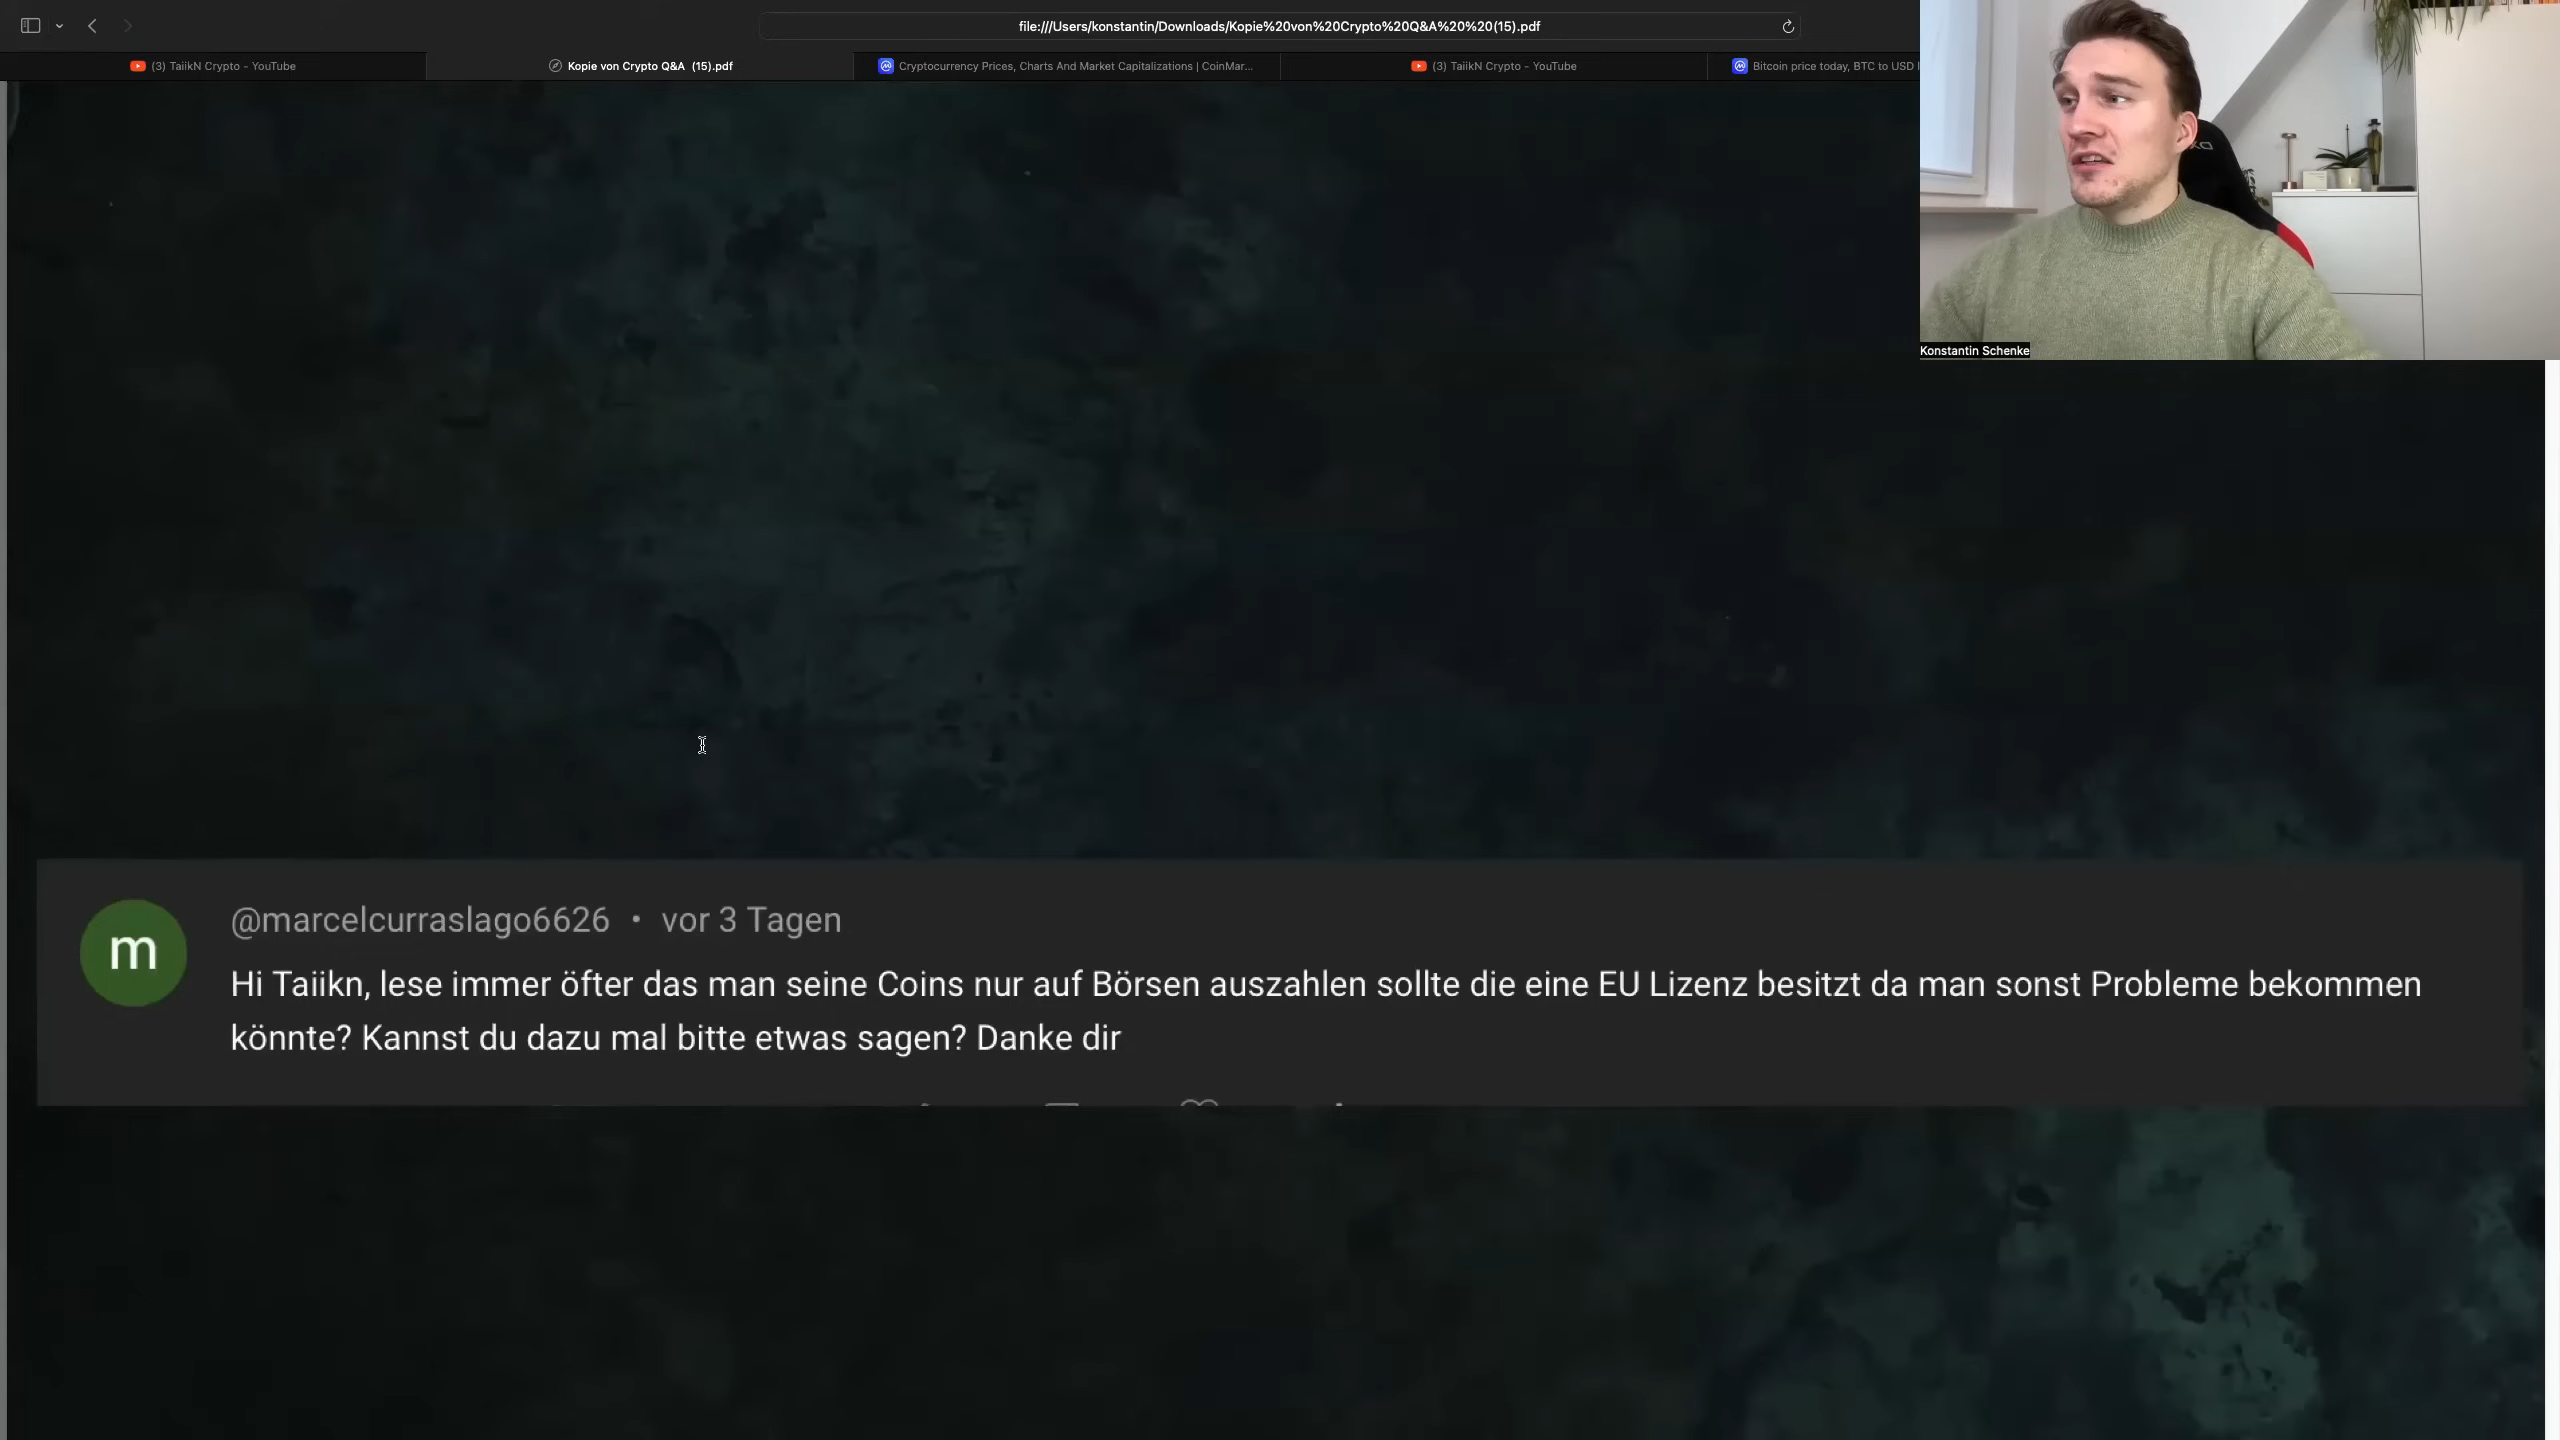 file:///Users/konstantin/Downloads/Kopie%20von%20Crypto%20Q&A%20%20(15).pdf
(3) TaiikN Crypto - YouTube
Kopie von Crypto Q&A (15).pdf
Cryptocurrency Prices, Charts And Market Capitalizations | CoinMar...
(3) TaiikN Crypto - YouTube
Bitcoin price today, BTC to USD
Konstantin Schenke
m
@marcelcurraslago6626 • vor 3 Tagen
Hi Taiikn, lese immer öfter das man seine Coins nur auf Börsen auszahlen sollte die eine EU Lizenz besitzt da man sonst Probleme bekommen
könnte? Kannst du dazu mal bitte etwas sagen? Danke dir